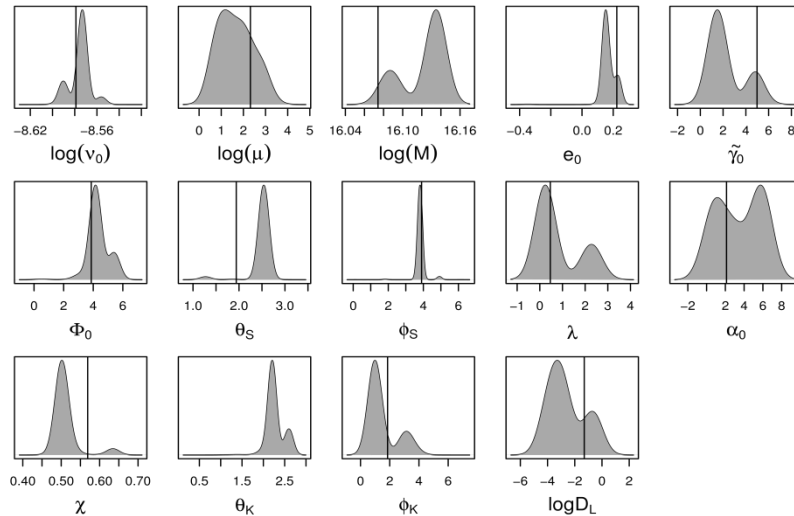 −8.62 −8.56 0 1 2 3 4 5 16.04 16.10 16.16 −0.4 0.0 0.2 −2 0 2 4 6 8
log(ν₀) log(μ) log(M) e₀ γ̃₀
0 2 4 6 1.0 2.0 3.0 0 2 4 6 −1 0 1 2 3 4 −2 2 4 6 8
Φ₀ θS ϕS λ α₀
0.40 0.50 0.60 0.70 0.5 1.5 2.5 0 2 4 6 −6 −4 −2 0 2
χ θK ϕK logDL